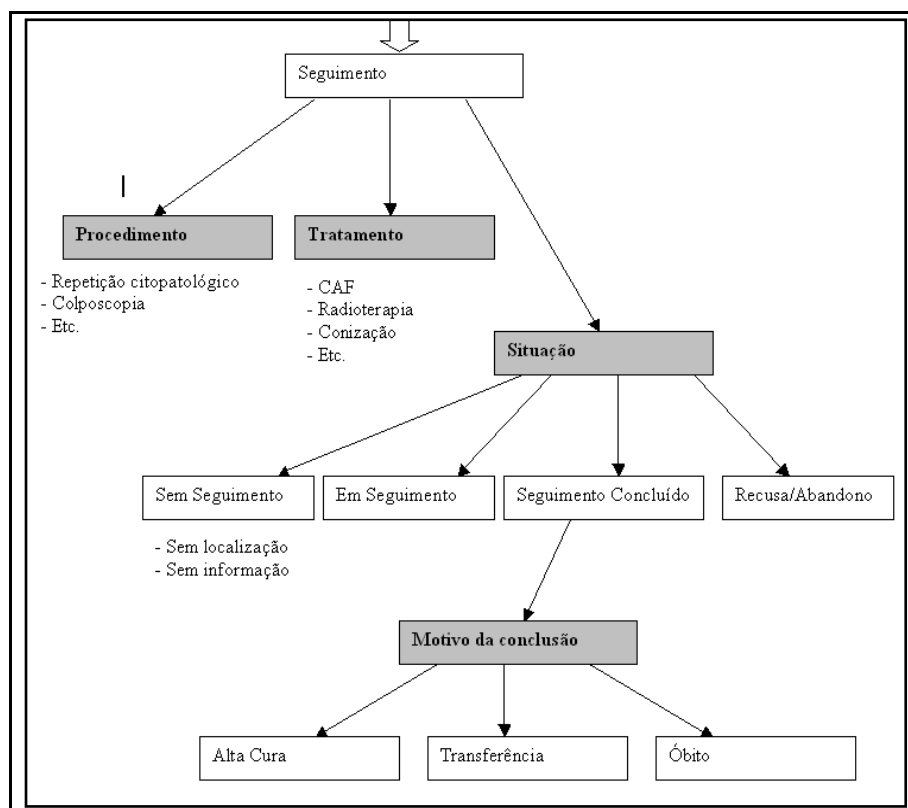 Seguimento
Procedimento
Tratamento
- Repetição citopatológico
- Colposcopia
- Etc.
- CAF
- Radioterapia
- Conização
- Etc.
Situação
Sem Seguimento
Em Seguimento
Seguimento Concluído
Recusa/Abandono
- Sem localização
- Sem informação
Motivo da conclusão
Alta Cura
Transferência
Óbito